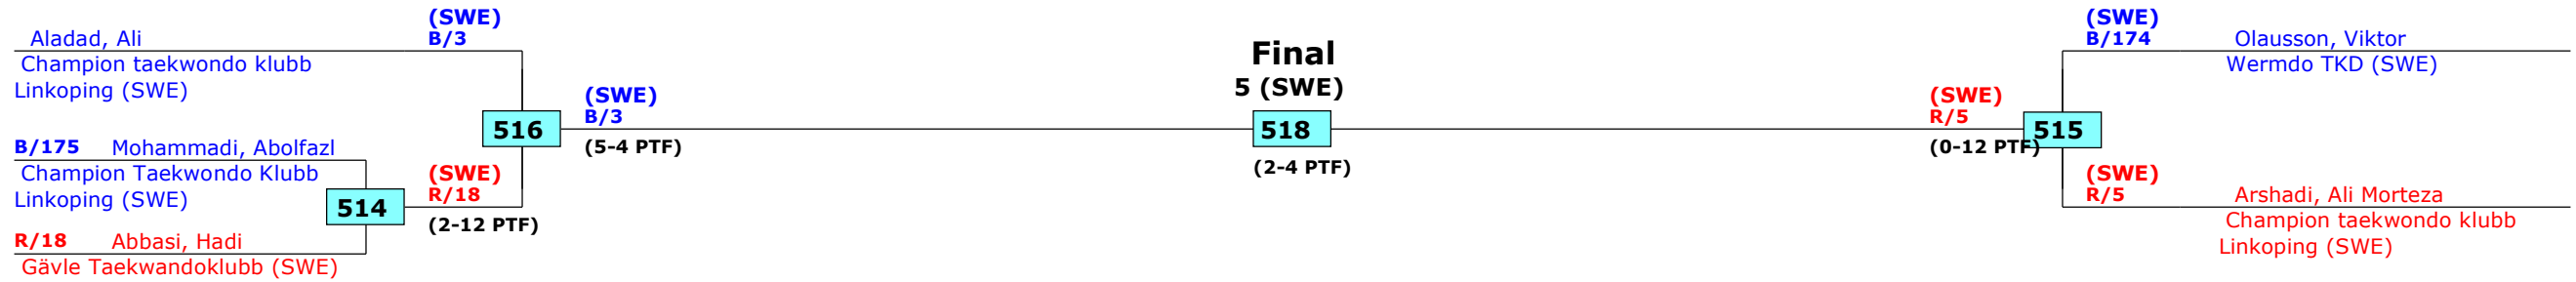 (SWE)
B/3
Aladad, Ali
Champion taekwondo klubb
Linkoping (SWE)
B/175 Mohammadi, Abolfazl
Champion Taekwondo Klubb
Linkoping (SWE)
514
R/18 Abbasi, Hadi
Gävle Taekwandoklubb (SWE)
(SWE)
R/18
(2-12 PTF)
516
(SWE)
B/3
(5-4 PTF)
Final
5 (SWE)
518
(2-4 PTF)
(SWE)
R/5
(0-12 PTF)
515
(SWE)
B/174 Olausson, Viktor
Wermdo TKD (SWE)
(SWE)
R/5 Arshadi, Ali Morteza
Champion taekwondo klubb
Linkoping (SWE)